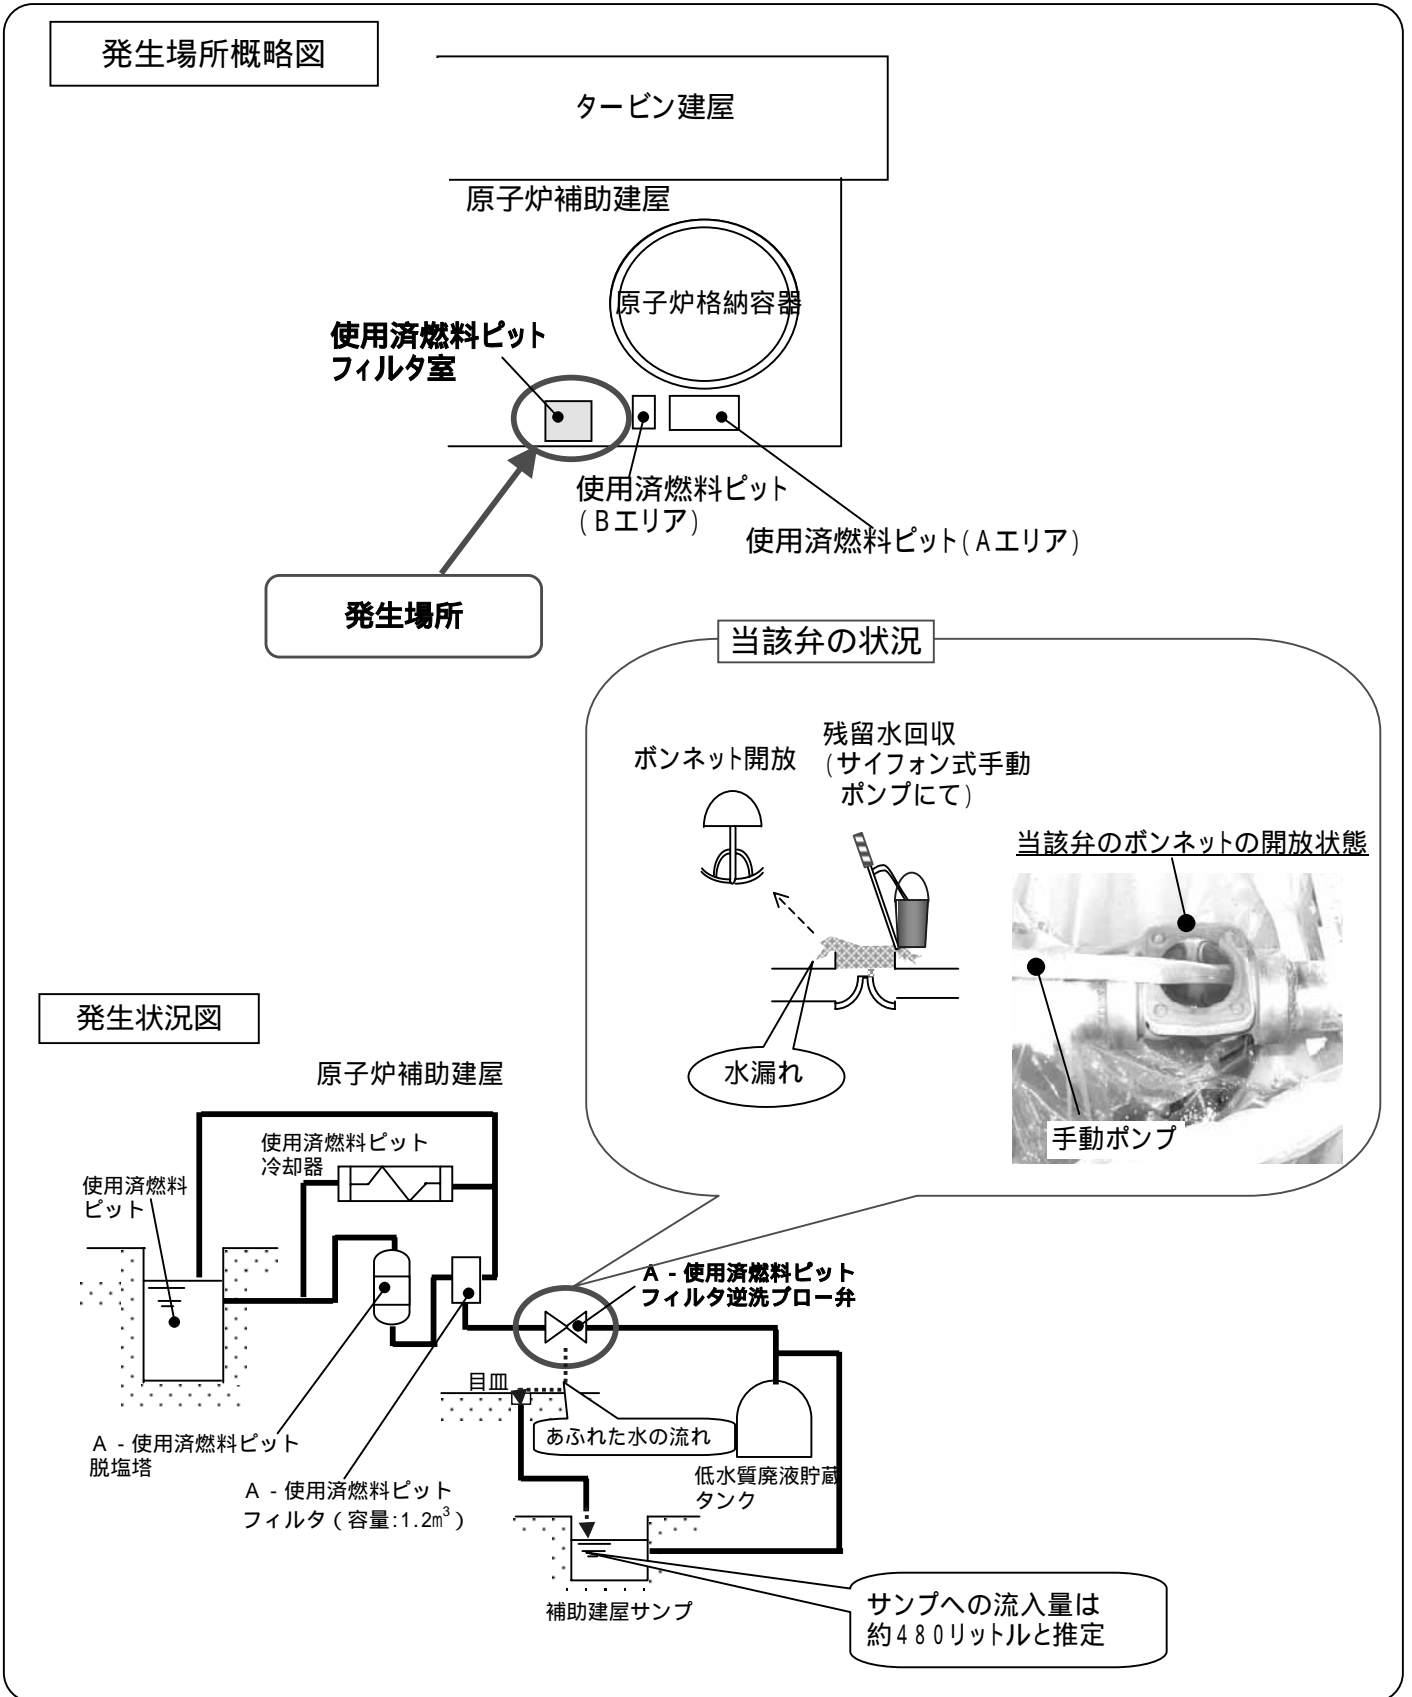 発生場所概略図
タービン建屋
原子炉補助建屋
原子炉格納容器
使用済燃料ピット
フィルタ室
使用済燃料ピット
(Bエリア)
使用済燃料ピット(Aエリア)
発生場所
当該弁の状況
ボンネット開放
残留水回収
(サイフォン式手動
ポンプにて)
当該弁のボンネットの開放状態
水漏れ
手動ポンプ
発生状況図
原子炉補助建屋
使用済燃料ピット
冷却器
使用済燃料
ピット
A-使用済燃料ピット
フィルタ逆洗ブロー弁
目皿
あふれた水の流れ
A-使用済燃料ピット
脱塩塔
A-使用済燃料ピット
フィルタ(容量:1.2m³)
低水質廃液貯蔵
タンク
補助建屋サンプ
サンプへの流入量は
約480リットルと推定